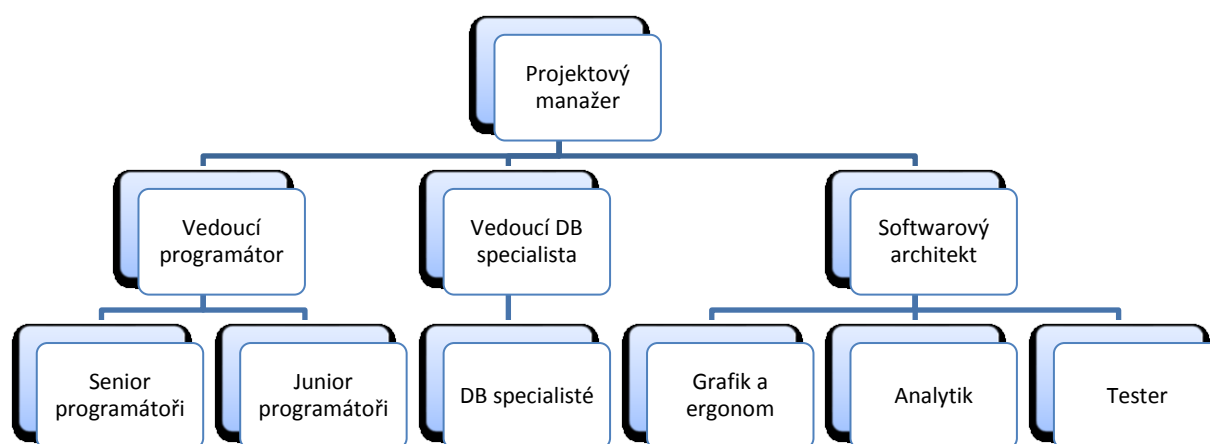 Projektový
manažer
Vedoucí
programátor
Vedoucí DB
specialista
Softwarový
architekt
Senior
programátoři
Junior
programátoři
DB specialisté
Grafik a
ergonom
Analytik
Tester